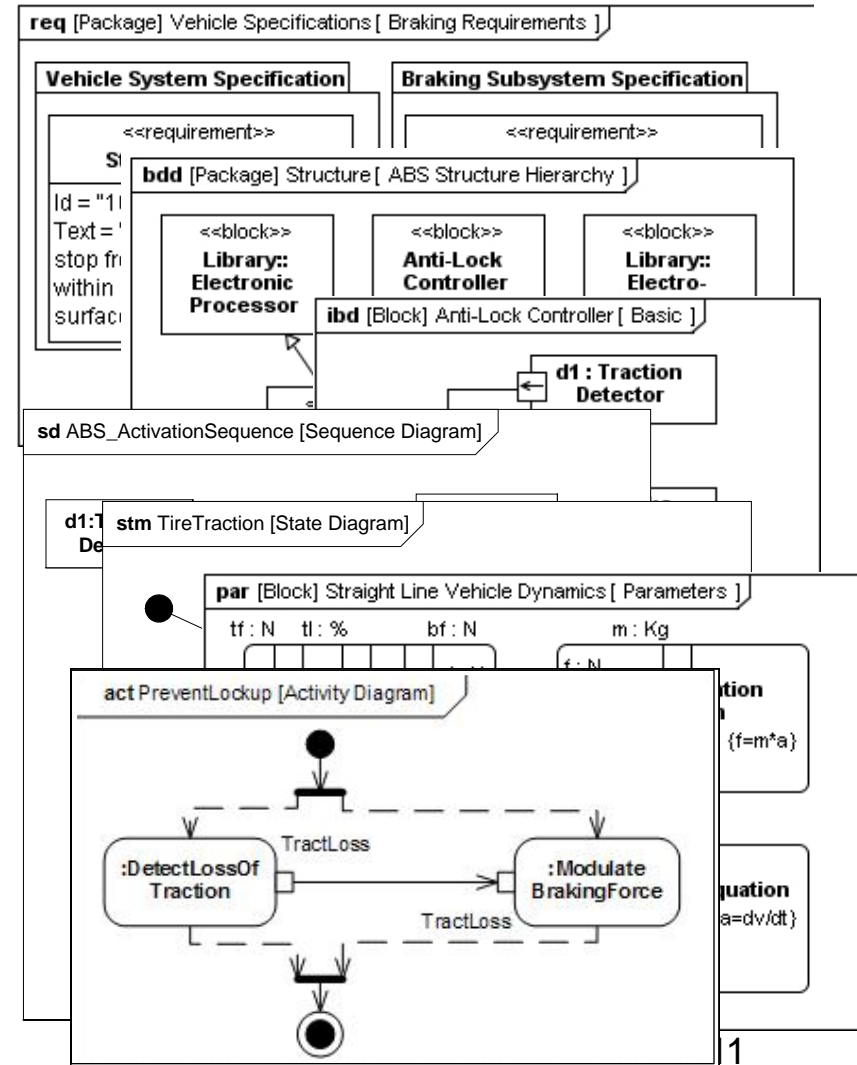 req [Package] Vehicle Specifications [ Braking Requirements ]
Vehicle System Specification
Braking Subsystem Specification
<<requirement>>
<<requirement>>
bdd [Package] Structure [ ABS Structure Hierarchy ]
Id = "1
Text = "
stop
within
<<block>>
Library::
Electronic
Processor
<<block>>
Anti-Lock
Controller
<<block>>
Library::
Electro-
ibd [Block] Anti-Lock Controller [ Basic ]
d1 : Traction
Detector
sd ABS_ActivationSequence [Sequence Diagram]
d1:T
De
stm TireTraction [State Diagram]
par [Block] Straight Line Vehicle Dynamics [ Parameters ]
tf : N tl : % bf : N m : Kg
f : N
{f=m*a}
a=dv/dt}
act PreventLockup [Activity Diagram]
TractLoss
:DetectLossOf
Traction
:Modulate
BrakingForce
TractLoss